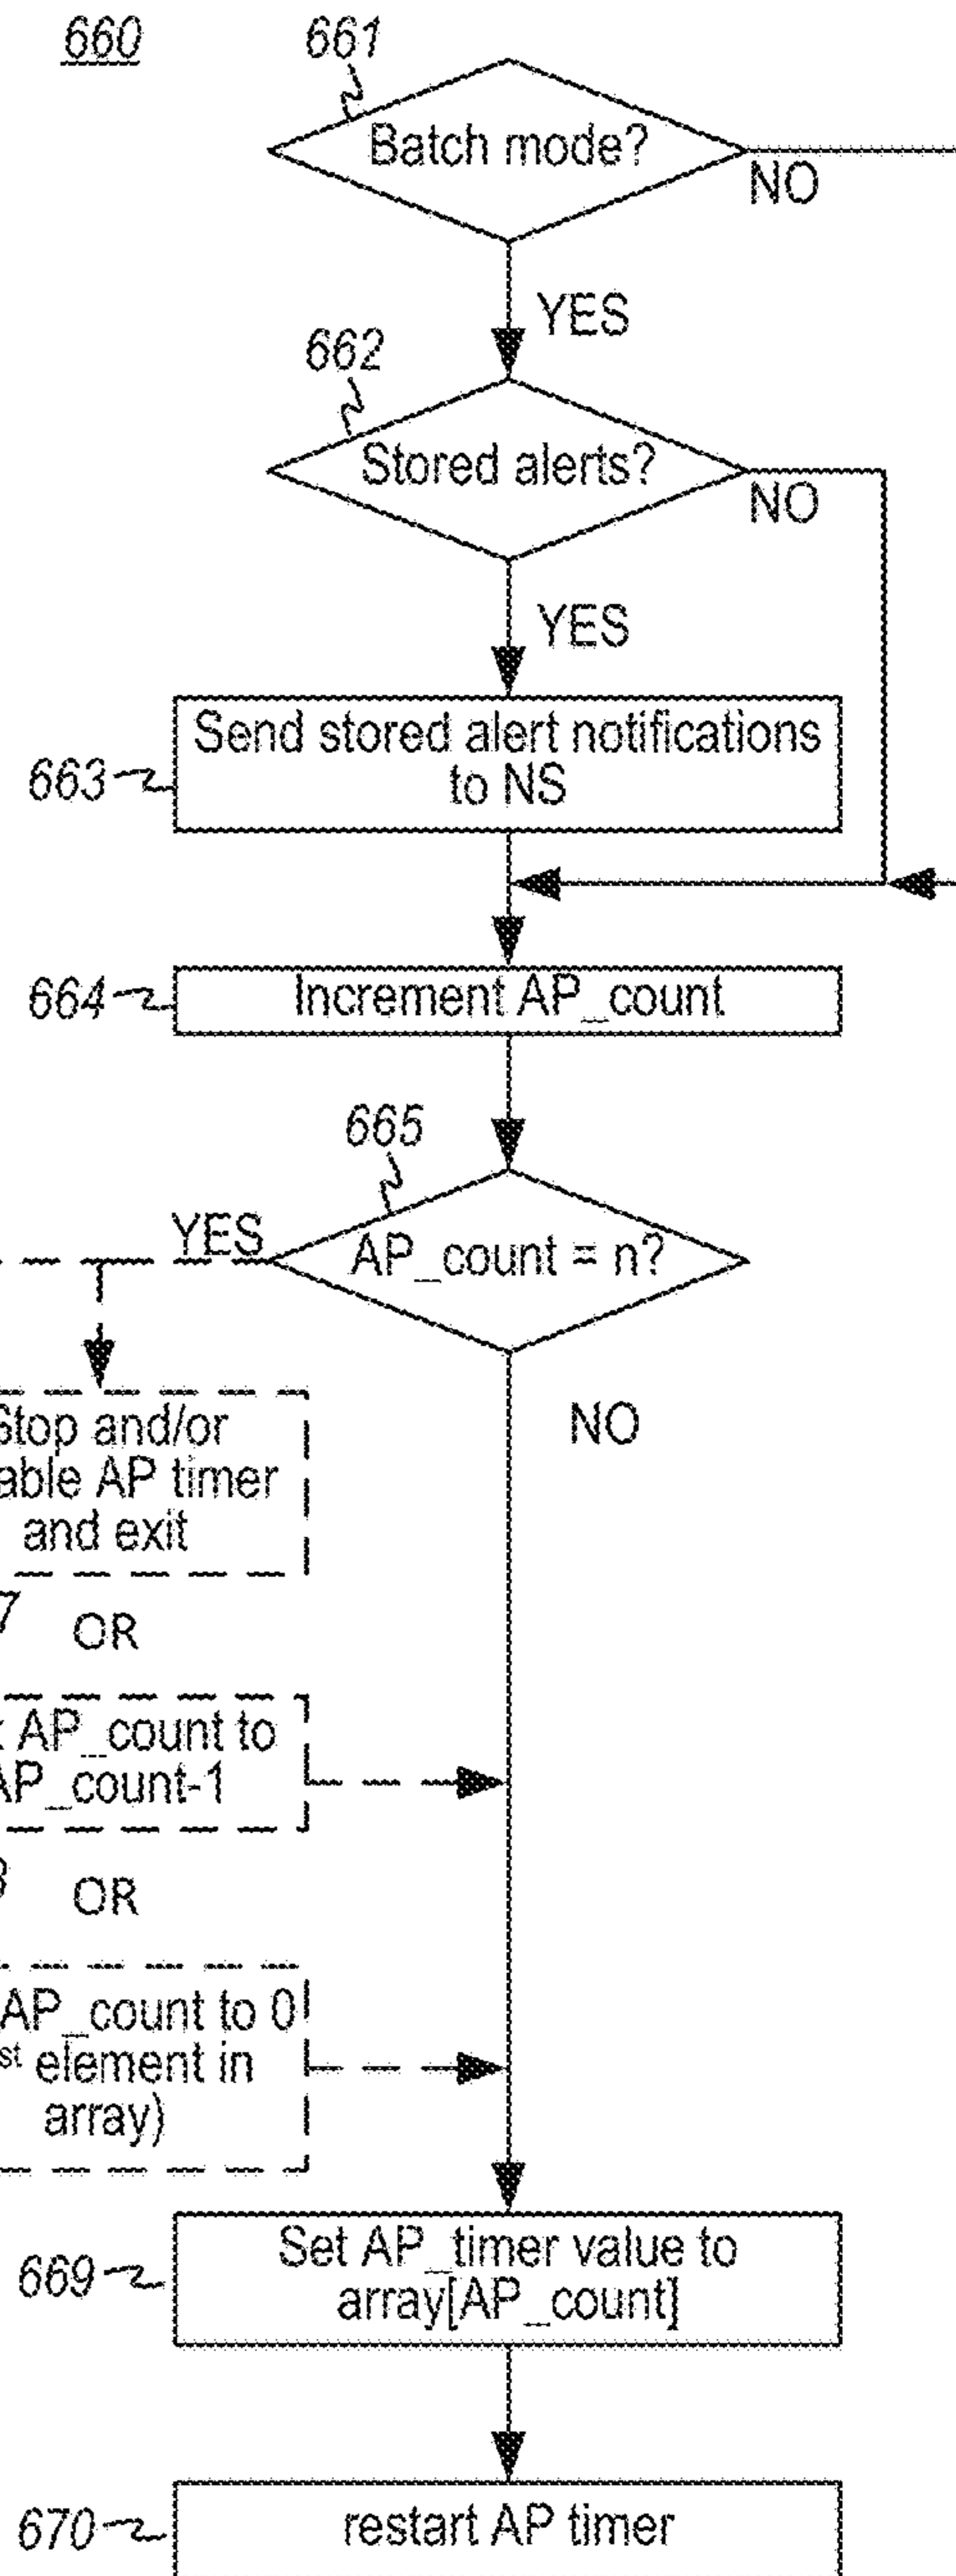 660
661
Batch mode?
NO
YES
662
Stored alerts?
NO
YES
Send stored alert notifications
to NS
663
664
Increment AP_count
665
YES
AP_count = n?
NO
and/or
AP timer
and exit
OR
AP_count to
AP_count-1
OR
AP_count to 0
element in
array)
669
Set AP_timer value to
array[AP_count]
670
restart AP timer